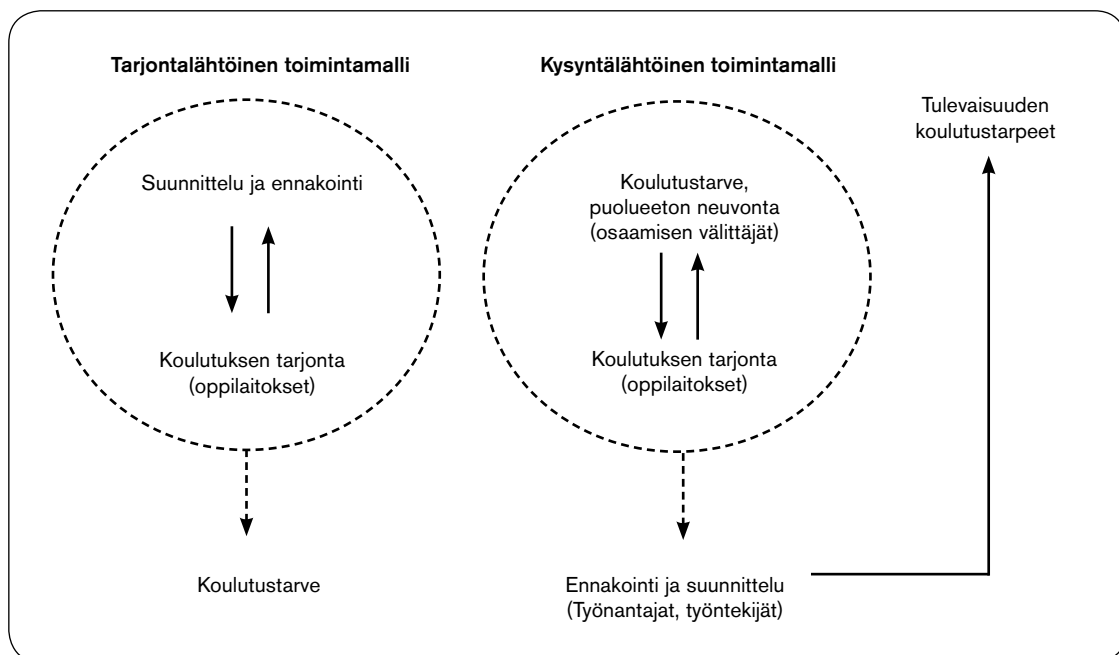 Tarjontalähtöinen toimintamalli
Suunnittelu ja ennakointi
Koulutuksen tarjonta
(oppilaitokset)
Koulutustarve
Kysyntälähtöinen toimintamalli
Koulutustarve,
puolueeton neuvonta
(osaamisen välittäjät)
Koulutuksen tarjonta
(oppilaitokset)
Ennakointi ja suunnittelu
(Työnantajat, työntekijät)
Tulevaisuuden
koulutustarpeet